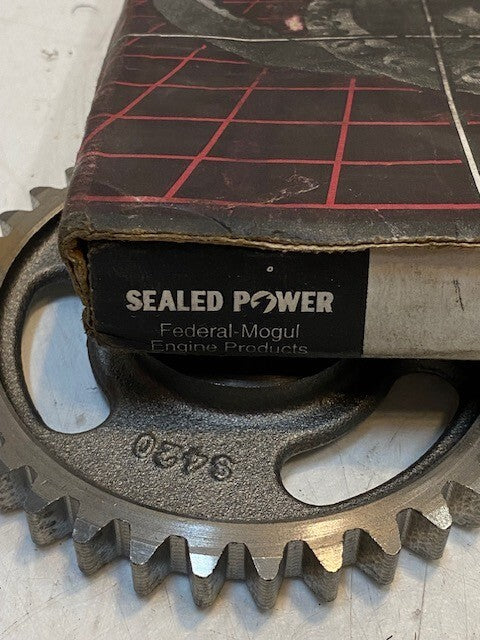 SEALED POWER
Federal-Mogul
Engine Products
S420